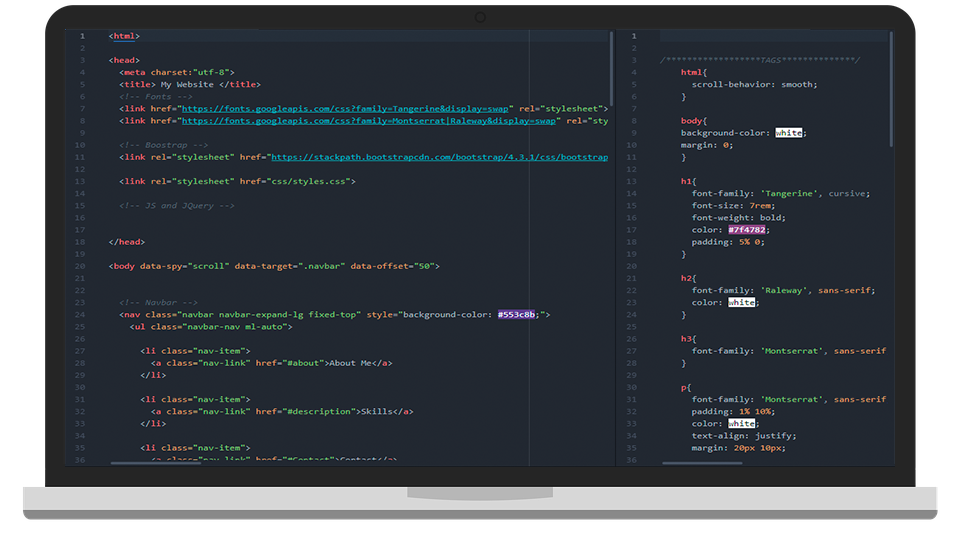 1 <html>
2
3 <head>
4 <meta charset:"utf-8">
5 <title> My Website </title>
6 <!-- Fonts -->
7 <link href="https://fonts.googleapis.com/css?family=Tangerine&display=swap" rel="stylesheet">
8 <link href="https://fonts.googleapis.com/css?family=Montserrat|Raleway&display=swap" rel="sty
9
10 <!-- Boostrap -->
11 <link rel="stylesheet" href="https://stackpath.bootstrapcdn.com/bootstrap/4.3.1/css/bootstrap
12
13 <link rel="stylesheet" href="css/styles.css">
14
15 <!-- JS and JQuery -->
16
17
18 </head>
19
20 <body data-spy="scroll" data-target=".navbar" data-offset="50">
21
22
23 <!-- Navbar -->
24 <nav class="navbar navbar-expand-lg fixed-top" style="background-color: #553c8b;">
25 <ul class="navbar-nav ml-auto">
26
27 <li class="nav-item">
28 <a class="nav-link" href="#about">About Me</a>
29 </li>
30
31 <li class="nav-item">
32 <a class="nav-link" href="#description">Skills</a>
33 </li>
34
35 <li class="nav-item">
36 <a class="nav-link" href="#Contact">Contact</a>
1
2
3 /******************TAGS**************/
4 html{
5 scroll-behavior: smooth;
6 }
7
8 body{
9 background-color: white;
10 margin: 0;
11 }
12
13 h1{
14 font-family: 'Tangerine', cursive;
15 font-size: 7rem;
16 font-weight: bold;
17 color: #7f4782;
18 padding: 5% 0;
19 }
20
21 h2{
22 font-family: 'Raleway', sans-serif;
23 color: white;
24 }
25
26 h3{
27 font-family: 'Montserrat', sans-serif
28 }
29
30 p{
31 font-family: 'Montserrat', sans-serif
32 padding: 1% 10%;
33 color: white;
34 text-align: justify;
35 margin: 20px 10px;
36